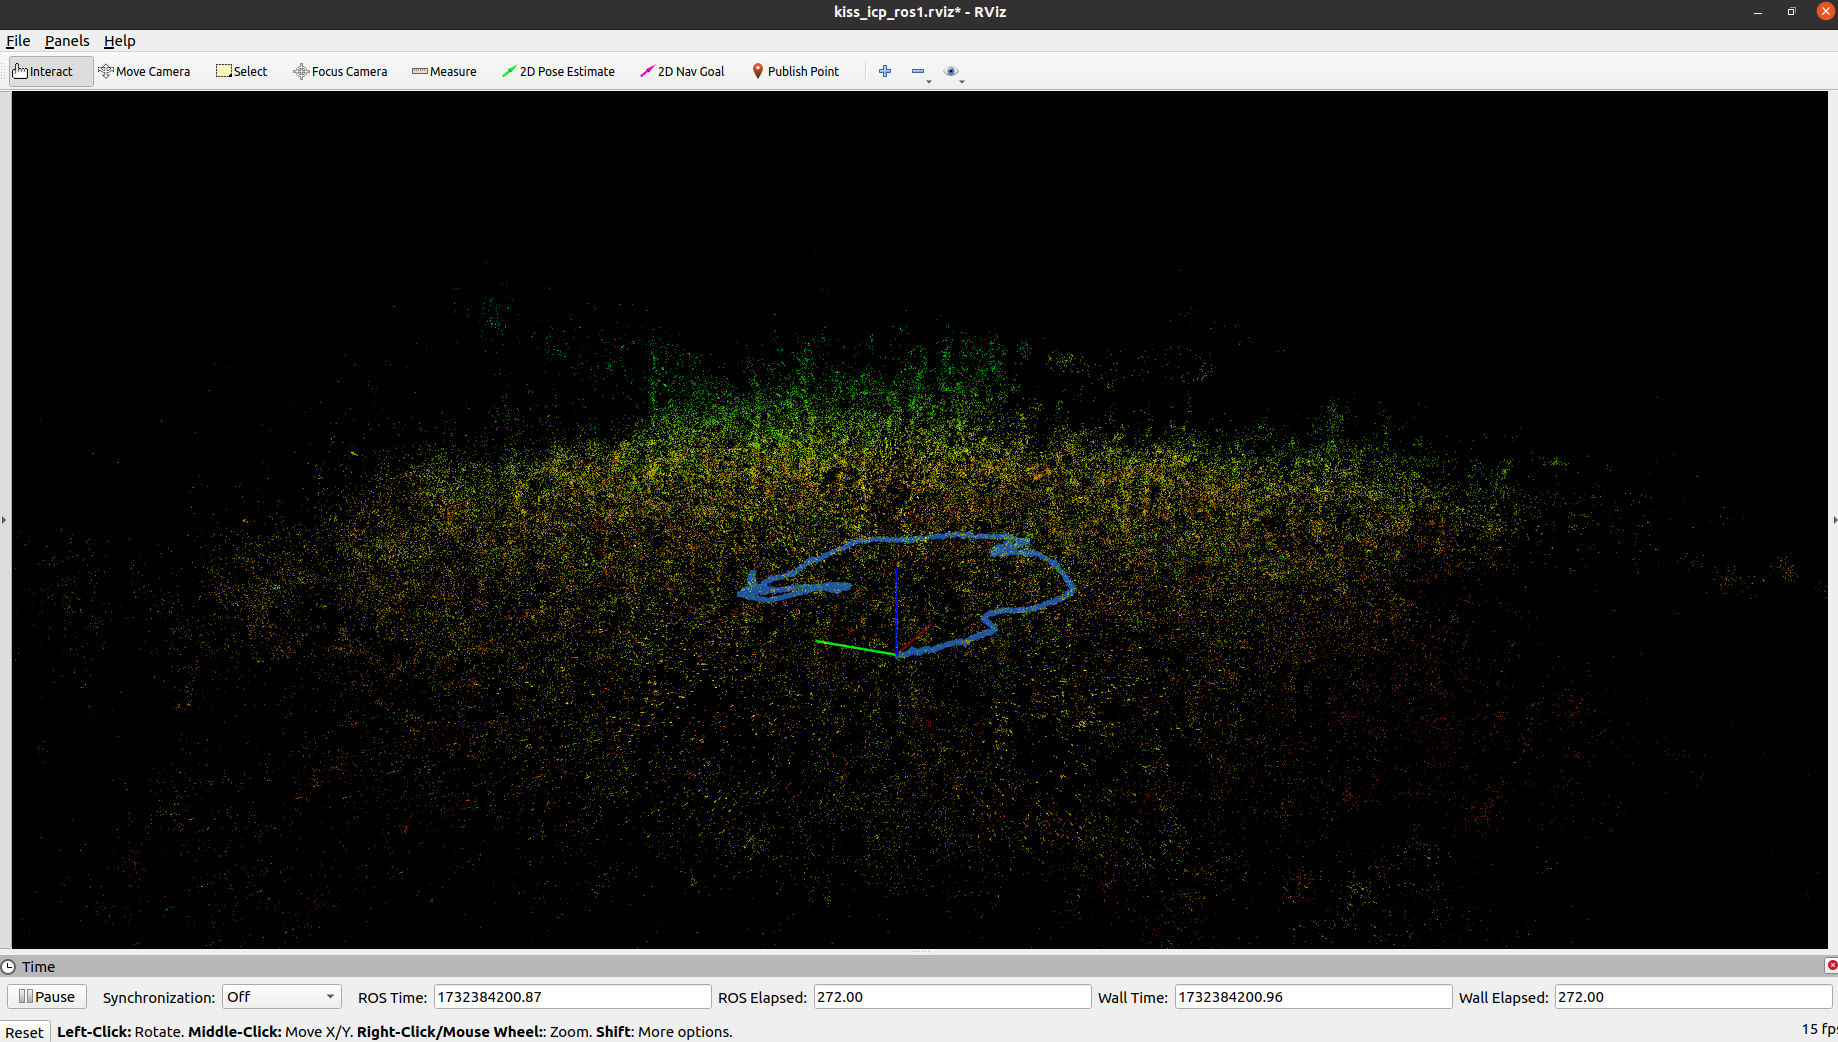 kiss_icp_ros1.rviz* - RViz
File Panels Help
Interact Move Camera Select Focus Camera Measure 2D Pose Estimate 2D Nav Goal Publish Point
Time
Pause Synchronization: Off ROS Time: 1732384200.87 ROS Elapsed: 272.00 Wall Time: 1732384200.96 Wall Elapsed: 272.00
Reset Left-Click: Rotate. Middle-Click: Move X/Y. Right-Click/Mouse Wheel:: Zoom. Shift: More options. 15 fps